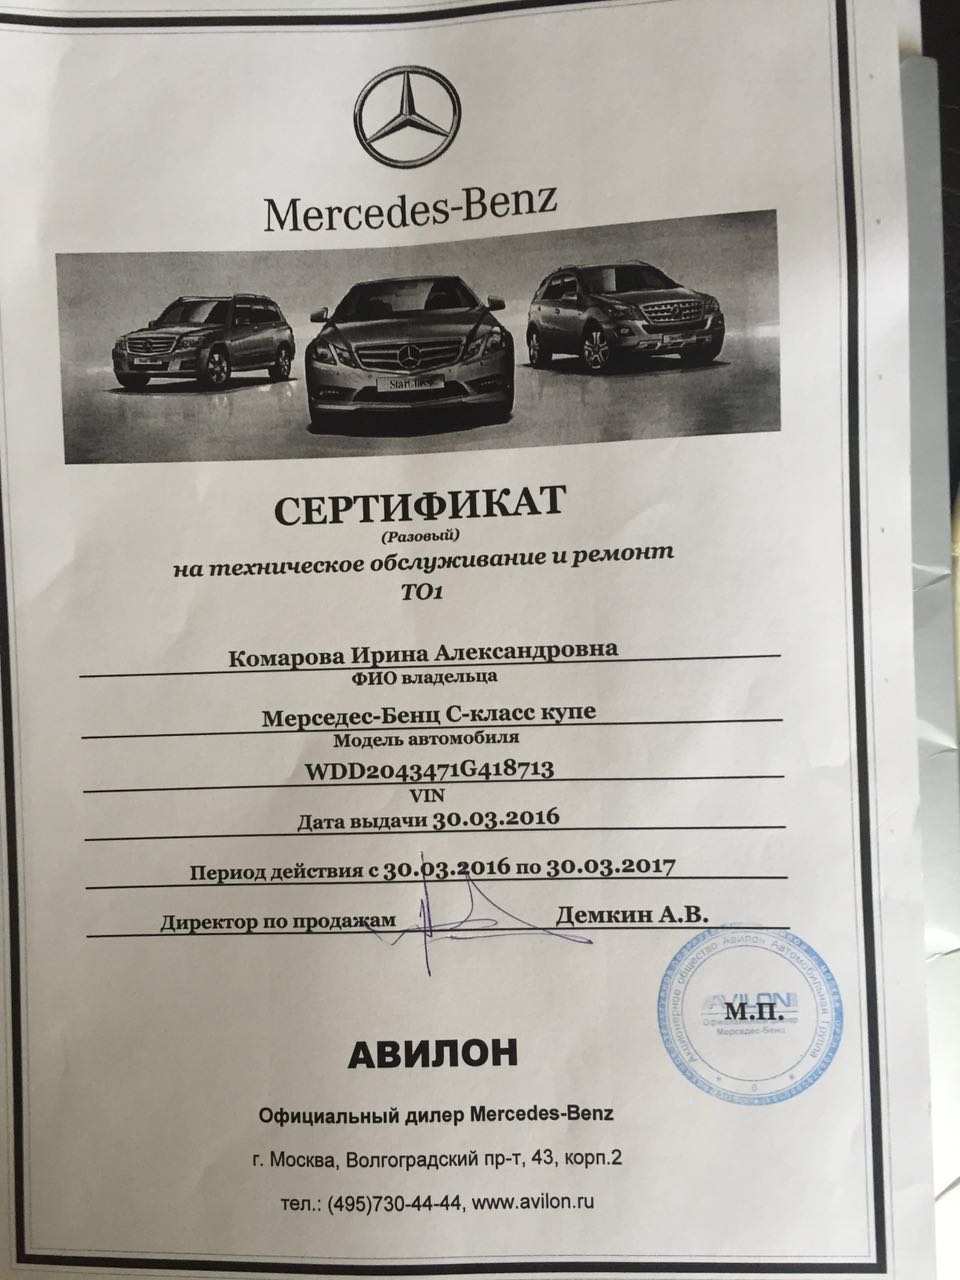 Mercedes-Benz
StarClass
СЕРТИФИКАТ
(Разовый)
на техническое обслуживание и ремонт
ТО1
Комарова Ирина Александровна
ФИО владельца
Мерседес-Бенц С-класс купе
Модель автомобиля
WDD2043471G418713
VIN
Дата выдачи 30.03.2016
Период действия с 30.03.2016 по 30.03.2017
Директор по продажам Демкин А.В.
Акционерное общество Авилон Автомобильная Группа
AVILON
Официальный дилер
Мерседес-Бенц
М.П.
6
АВИЛОН
Официальный дилер Mercedes-Benz
г. Москва, Волгоградский пр-т, 43, корп.2
тел.: (495)730-44-44, www.avilon.ru